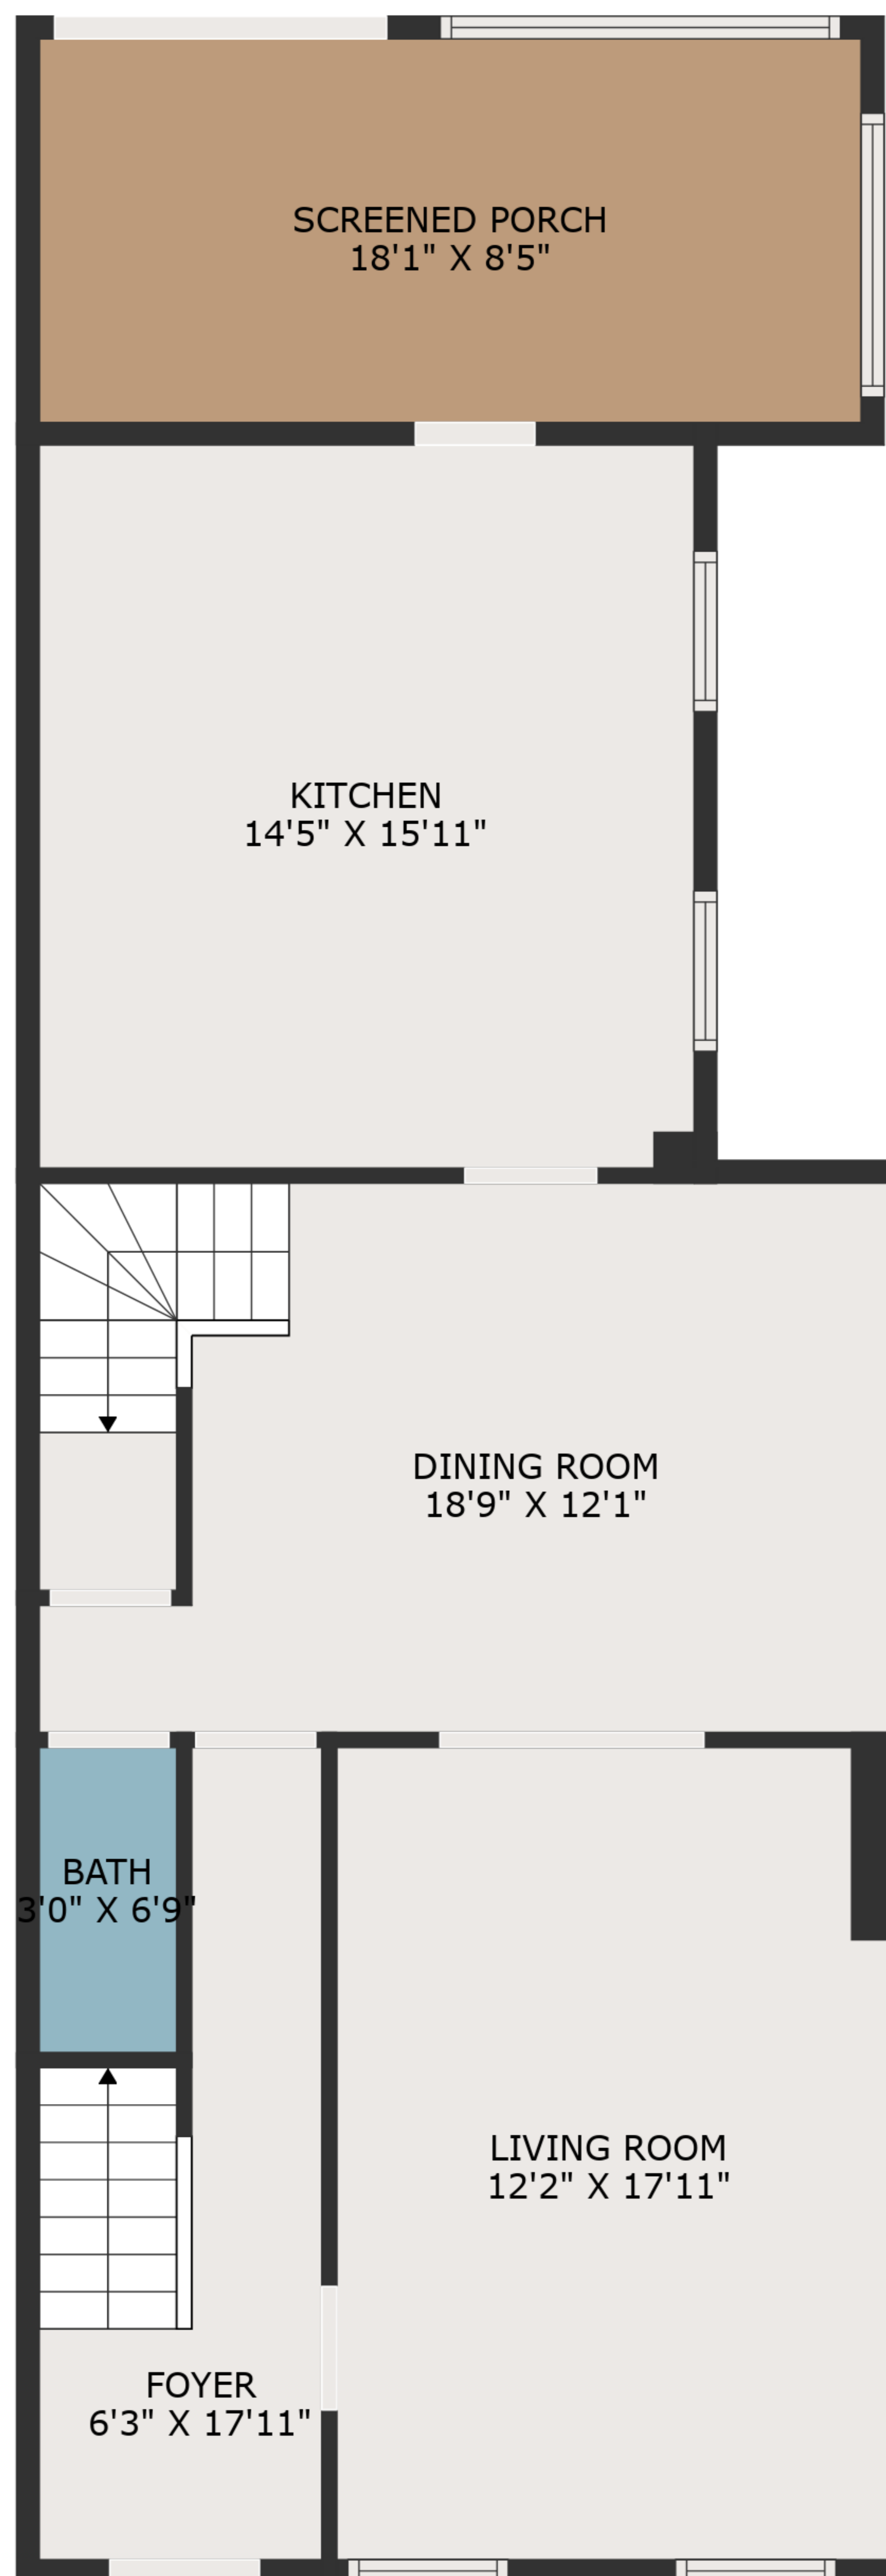 SCREENED PORCH
18'1" X 8'5"
KITCHEN
14'5" X 15'11"
DINING ROOM
18'9" X 12'1"
BATH
3'0" X 6'9"
LIVING ROOM
12'2" X 17'11"
FOYER
6'3" X 17'11"